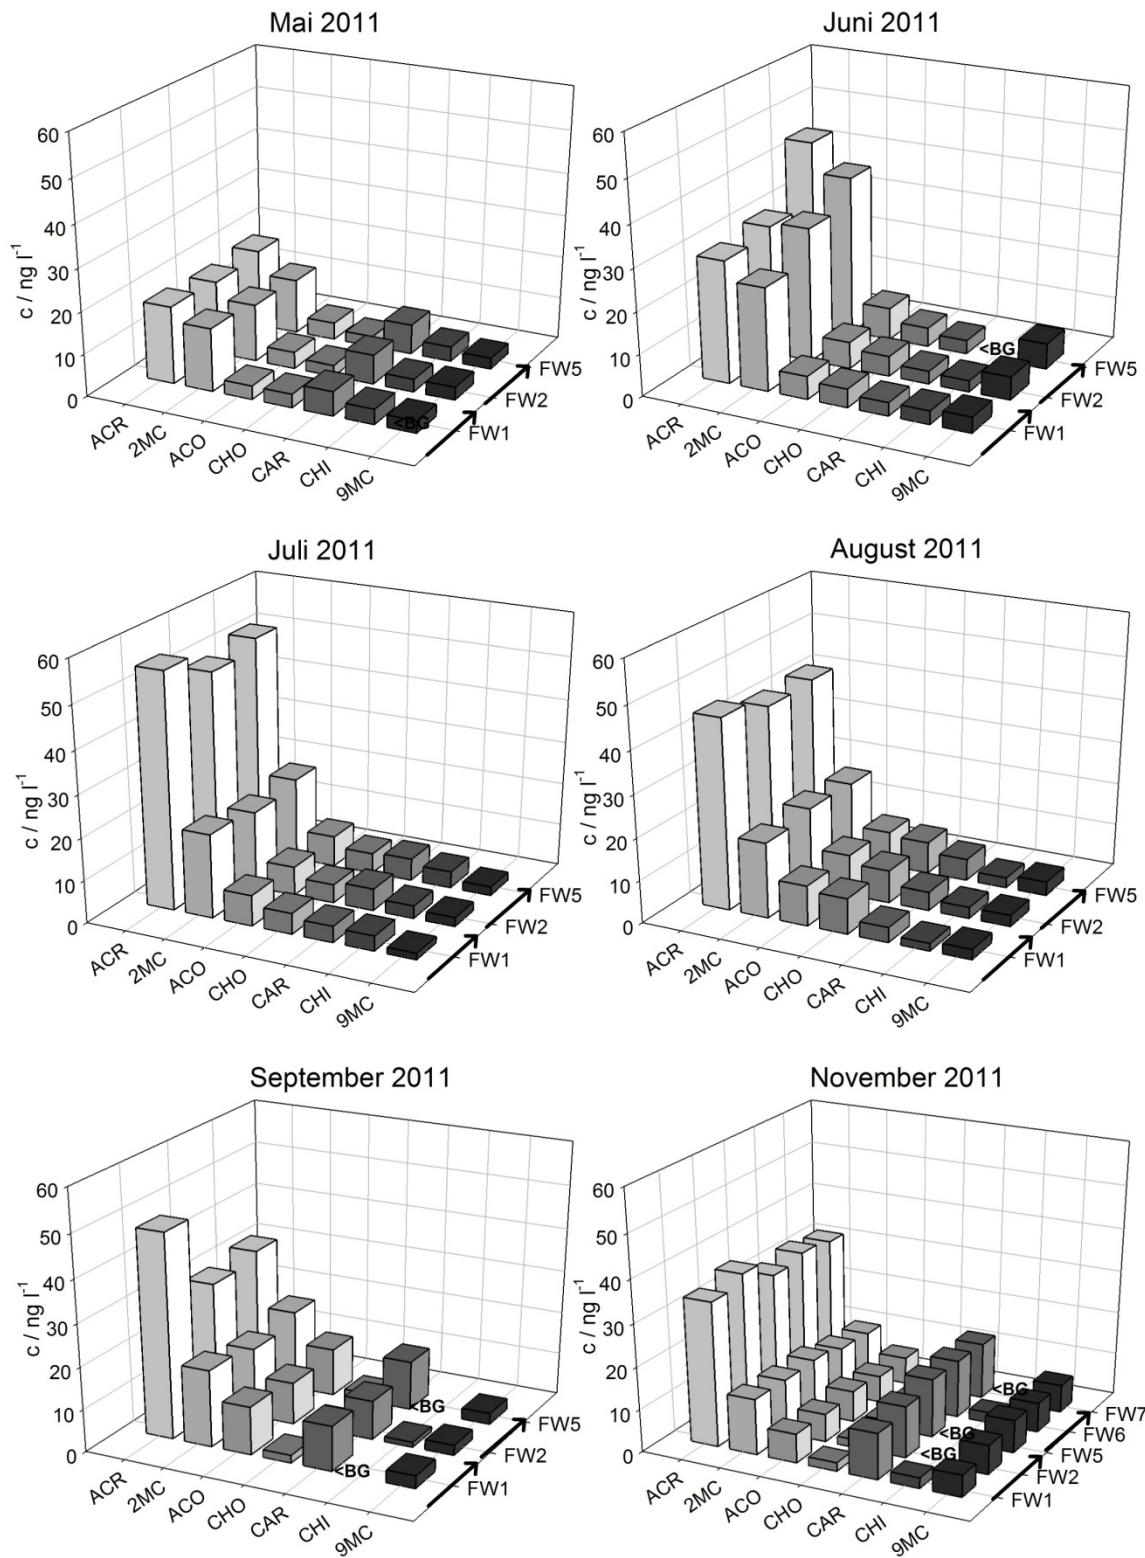 Mai 2011
60
50
40
30
20
10
0
c / ng l⁻¹
ACR
2MC
ACO
CHO
CAR
CHI
9MC
<BG
FW1
FW2
FW5
Juni 2011
60
50
40
30
20
10
0
c / ng l⁻¹
ACR
2MC
ACO
CHO
CAR
CHI
9MC
<BG
FW1
FW2
FW5
Juli 2011
60
50
40
30
20
10
0
c / ng l⁻¹
ACR
2MC
ACO
CHO
CAR
CHI
9MC
FW1
FW2
FW5
August 2011
60
50
40
30
20
10
0
c / ng l⁻¹
ACR
2MC
ACO
CHO
CAR
CHI
9MC
FW1
FW2
FW5
September 2011
60
50
40
30
20
10
0
c / ng l⁻¹
ACR
2MC
ACO
CHO
CAR
CHI
9MC
<BG
<BG
FW1
FW2
FW5
November 2011
60
50
40
30
20
10
0
c / ng l⁻¹
ACR
2MC
ACO
CHO
CAR
CHI
9MC
<BG
<BG
<BG
FW1
FW2
FW5
FW6
FW7